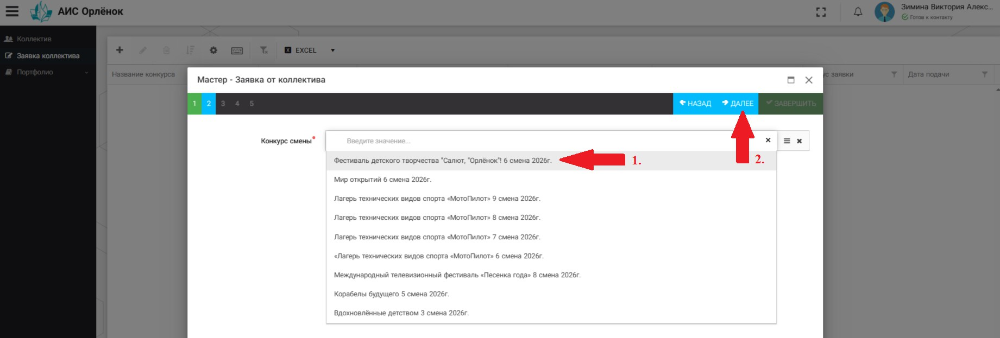 АИС Орлёнок
Зимина Виктория Алекс...
Готов к контакту
Коллектив
Заявка коллектива
Портфолио
EXCEL
Название конкурса
ус заявки
Дата подачи
Мастер - Заявка от коллектива
1 2 3 4 5
НАЗАД ДАЛЕЕ ЗАВЕРШИТЬ
Конкурс смены*
Введите значение...
Фестиваль детского творчества "Салют, "Орлёнок"! 6 смена 2026г.
1.
2.
Мир открытий 6 смена 2026г.
Лагерь технических видов спорта «МотоПилот» 9 смена 2026г.
Лагерь технических видов спорта «МотоПилот» 8 смена 2026г.
Лагерь технических видов спорта «МотоПилот» 7 смена 2026г.
«Лагерь технических видов спорта «МотоПилот» 6 смена 2026г.
Международный телевизионный фестиваль «Песенка года» 8 смена 2026г.
Корабелы будущего 5 смена 2026г.
Вдохновлённые детством 3 смена 2026г.